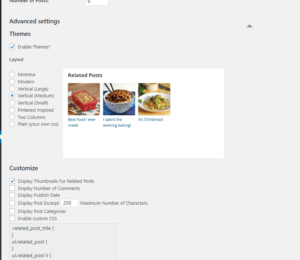 Number of Posts:
Advanced settings
Themes
Enable Themes*
Layout
Momma
Modern
Vertical (Large)
Vertical (Medium)
Vertical (Small)
Pinterest Inspired
Two Columns
Plain (your own css)
Related Posts
Best food I ever made
I spent the evening baking!
It's Christmas!
Customize
Display Thumbnails For Related Posts
Display Number of Comments
Display Publish Date
Display Post Excerpt 200 Maximum Number of Characters.
Display Post Categories
Enable custom CSS
.related_post_title {
}
ul.related_post {
}
ul.related_post li {